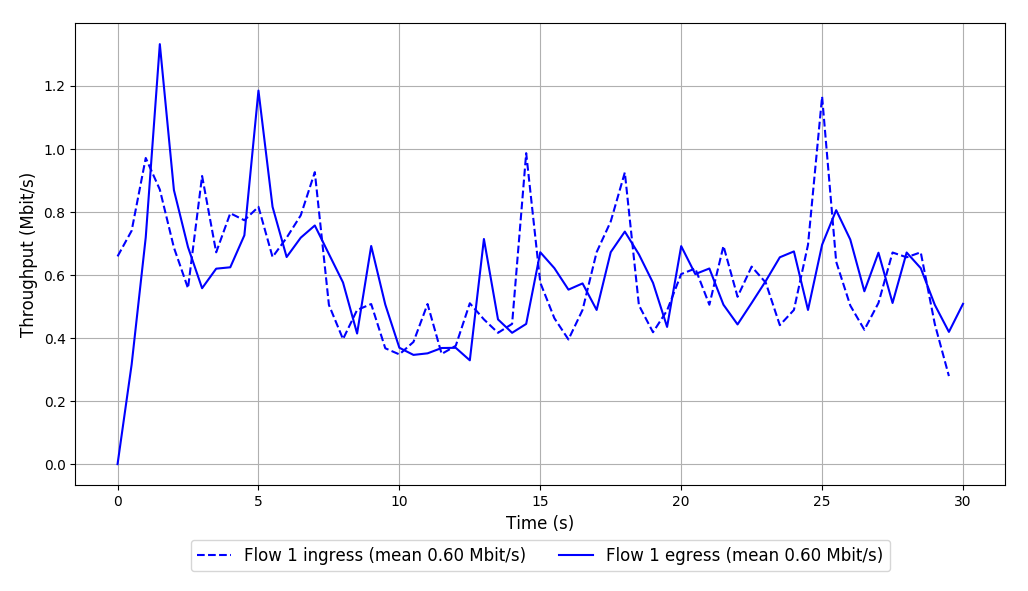 Throughput (Mbit/s)
1.2
1.0
0.8
0.6
0.4
0.2
0.0
0 5 10 15 20 25 30
Time (s)
Flow 1 ingress (mean 0.60 Mbit/s) Flow 1 egress (mean 0.60 Mbit/s)